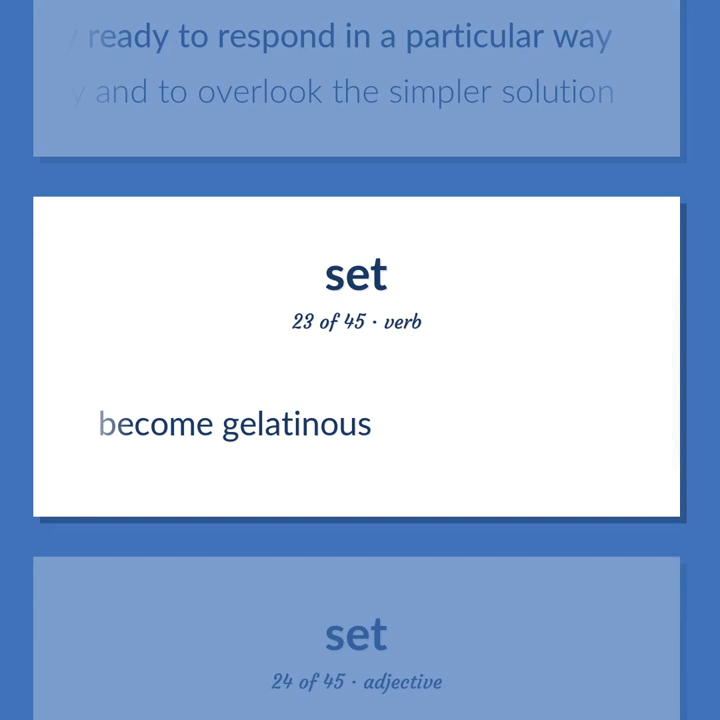 ready to respond in a particular way
y and to overlook the simpler solution
set
23 of 45 · verb
become gelatinous
set
24 of 45 · adjective